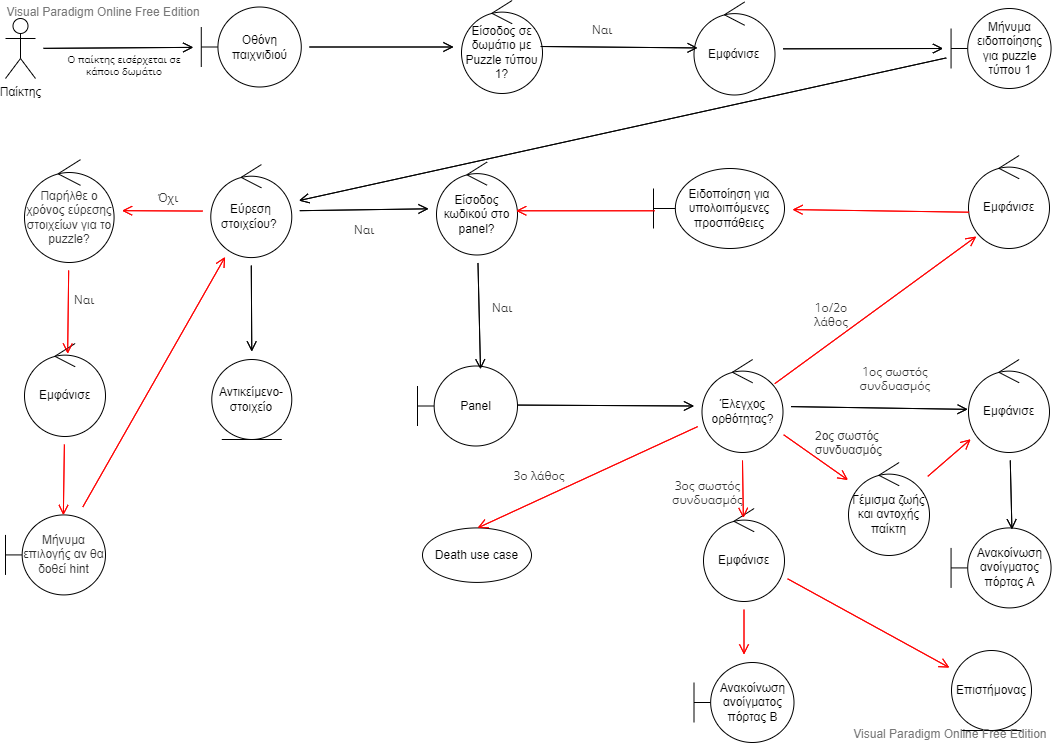 Visual Paradigm Online Free Edition
Παίκτης
Ο παίκτης εισέρχεται σε
κάποιο δωμάτιο
Οθόνη
παιχνιδιού
Είσοδος σε
δωμάτιο με
Puzzle τύπου
1?
Ναι
Εμφάνισε
Μήνυμα
ειδοποίησης
για puzzle
τύπου 1
Παρήλθε ο
χρόνος εύρεσης
στοιχείων για το
puzzle?
Όχι
Εύρεση
στοιχείου?
Ναι
Είσοδος
κωδικού στο
panel?
Ειδοποίηση για
υπολοιπόμενες
προσπάθειες
Εμφάνισε
Ναι
Ναι
1ο/2ο
λάθος
Εμφάνισε
Αντικείμενο-
στοιχείο
Panel
Έλεγχος
ορθότητας?
1ος σωστός
συνδυασμός
Εμφάνισε
2ος σωστός
συνδυασμός
3ο λάθος
3ος σωστός
συνδυασμός
Γέμισμα ζωής
και αντοχής
παίκτη
Μήνυμα
επιλογής αν θα
δοθεί hint
Death use case
Εμφάνισε
Ανακοίνωση
ανοίγματος
πόρτας Α
Ανακοίνωση
ανοίγματος
πόρτας Β
Επιστήμονας
Visual Paradigm Online Free Edition